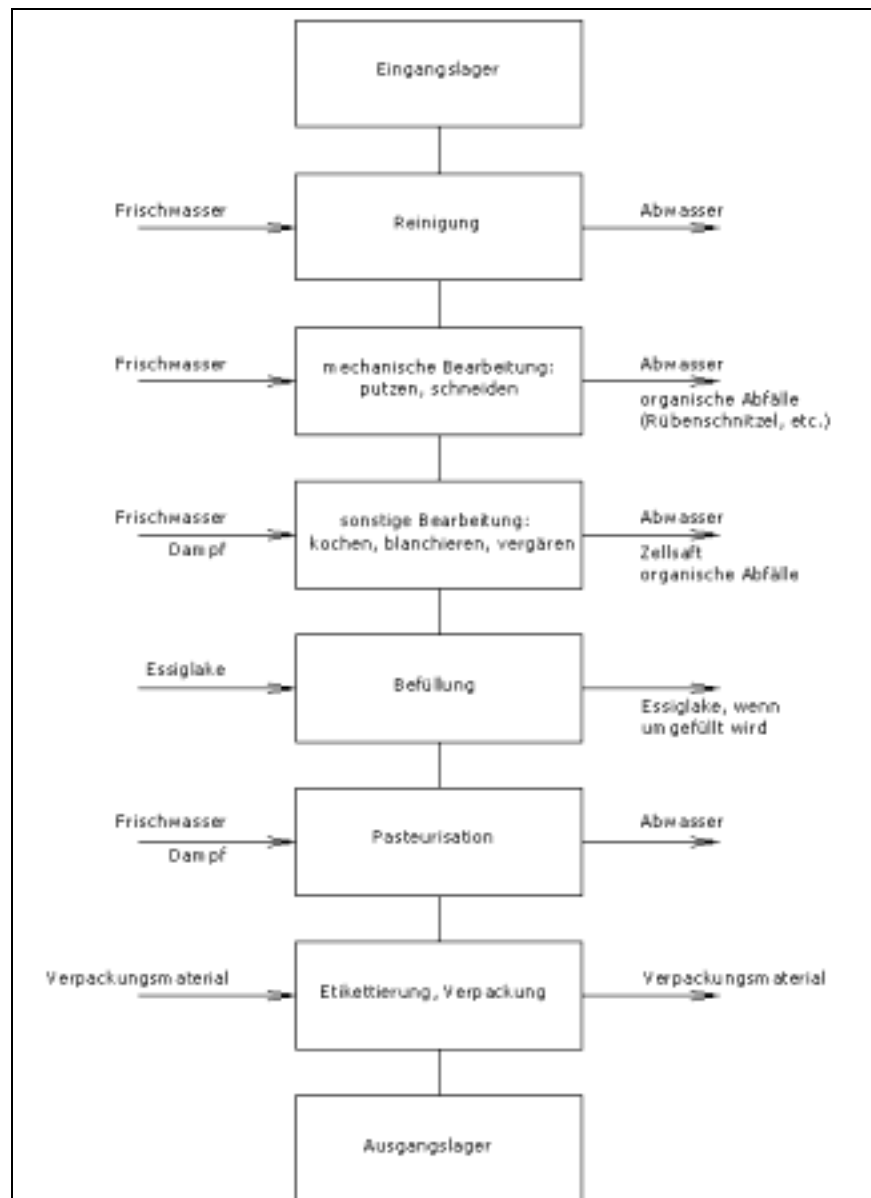 Eingangslager
Frischwasser
Reinigung
Abwasser
Frischwasser
mechanische Bearbeitung:
putzen, schneiden
Abwasser
organische Abfälle
(Rübenschnitzel, etc.)
Frischwasser
Dampf
sonstige Bearbeitung:
kochen, blanchieren, vergären
Abwasser
Zellsaft
organische Abfälle
Essiglake
Befüllung
Essiglake, wenn
umgefüllt wird
Frischwasser
Dampf
Pasteurisation
Abwasser
Verpackungsmaterial
Etikettierung, Verpackung
Verpackungsmaterial
Ausgangslager